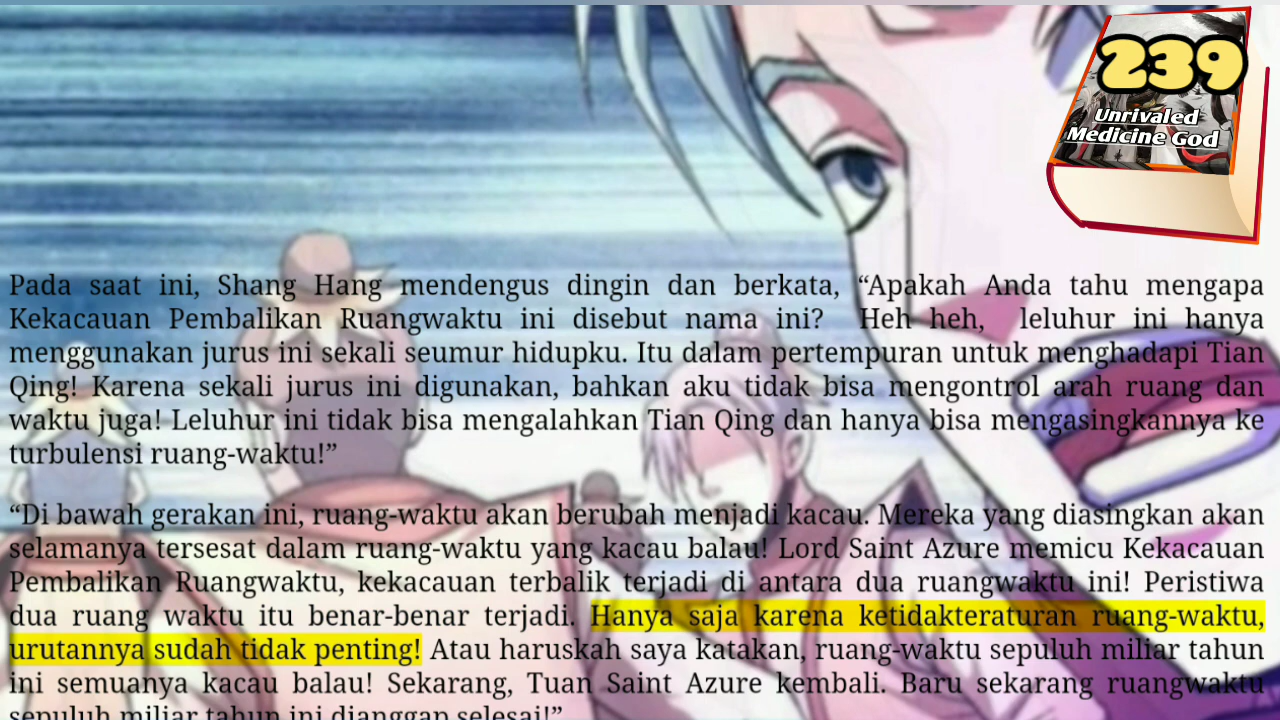 239
Unrivaled
Medicine God
Pada saat ini, Shang Hang mendengus dingin dan berkata, “Apakah Anda tahu mengapa
Kekacauan Pembalikan Ruangwaktu ini disebut nama ini? Heh heh, leluhur ini hanya
menggunakan jurus ini sekali seumur hidupku. Itu dalam pertempuran untuk menghadapi Tian
Qing! Karena sekali jurus ini digunakan, bahkan aku tidak bisa mengontrol arah ruang dan
waktu juga! Leluhur ini tidak bisa mengalahkan Tian Qing dan hanya bisa mengasingkannya ke
turbulensi ruang-waktu!”
“Di bawah gerakan ini, ruang-waktu akan berubah menjadi kacau. Mereka yang diasingkan akan
selamanya tersesat dalam ruang-waktu yang kacau balau! Lord Saint Azure memicu Kekacauan
Pembalikan Ruangwaktu, kekacauan terbalik terjadi di antara dua ruangwaktu ini! Peristiwa
dua ruang waktu itu benar-benar terjadi. Hanya saja karena ketidakteraturan ruang-waktu,
urutannya sudah tidak penting! Atau haruskah saya katakan, ruang-waktu sepuluh miliar tahun
ini semuanya kacau balau! Sekarang, Tuan Saint Azure kembali. Baru sekarang ruangwaktu
sepuluh miliar tahun ini dianggap selesai!”